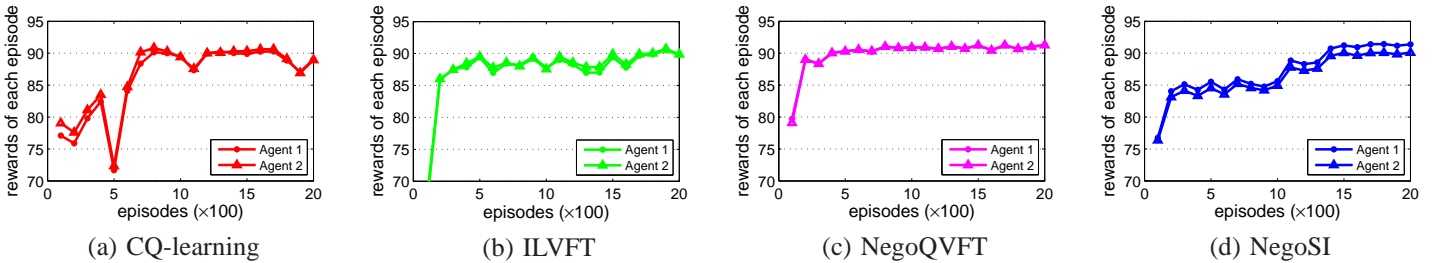 rewards of each episode
95
90
85
80
75
70
0 5 10 15 20
episodes (×100)
Agent 1
Agent 2
(a) CQ-learning
rewards of each episode
95
90
85
80
75
70
0 5 10 15 20
episodes (×100)
Agent 1
Agent 2
(b) ILVFT
rewards of each episode
95
90
85
80
75
70
0 5 10 15 20
episodes (×100)
Agent 1
Agent 2
(c) NegoQVFT
rewards of each episode
95
90
85
80
75
70
0 5 10 15 20
episodes (×100)
Agent 1
Agent 2
(d) NegoSI